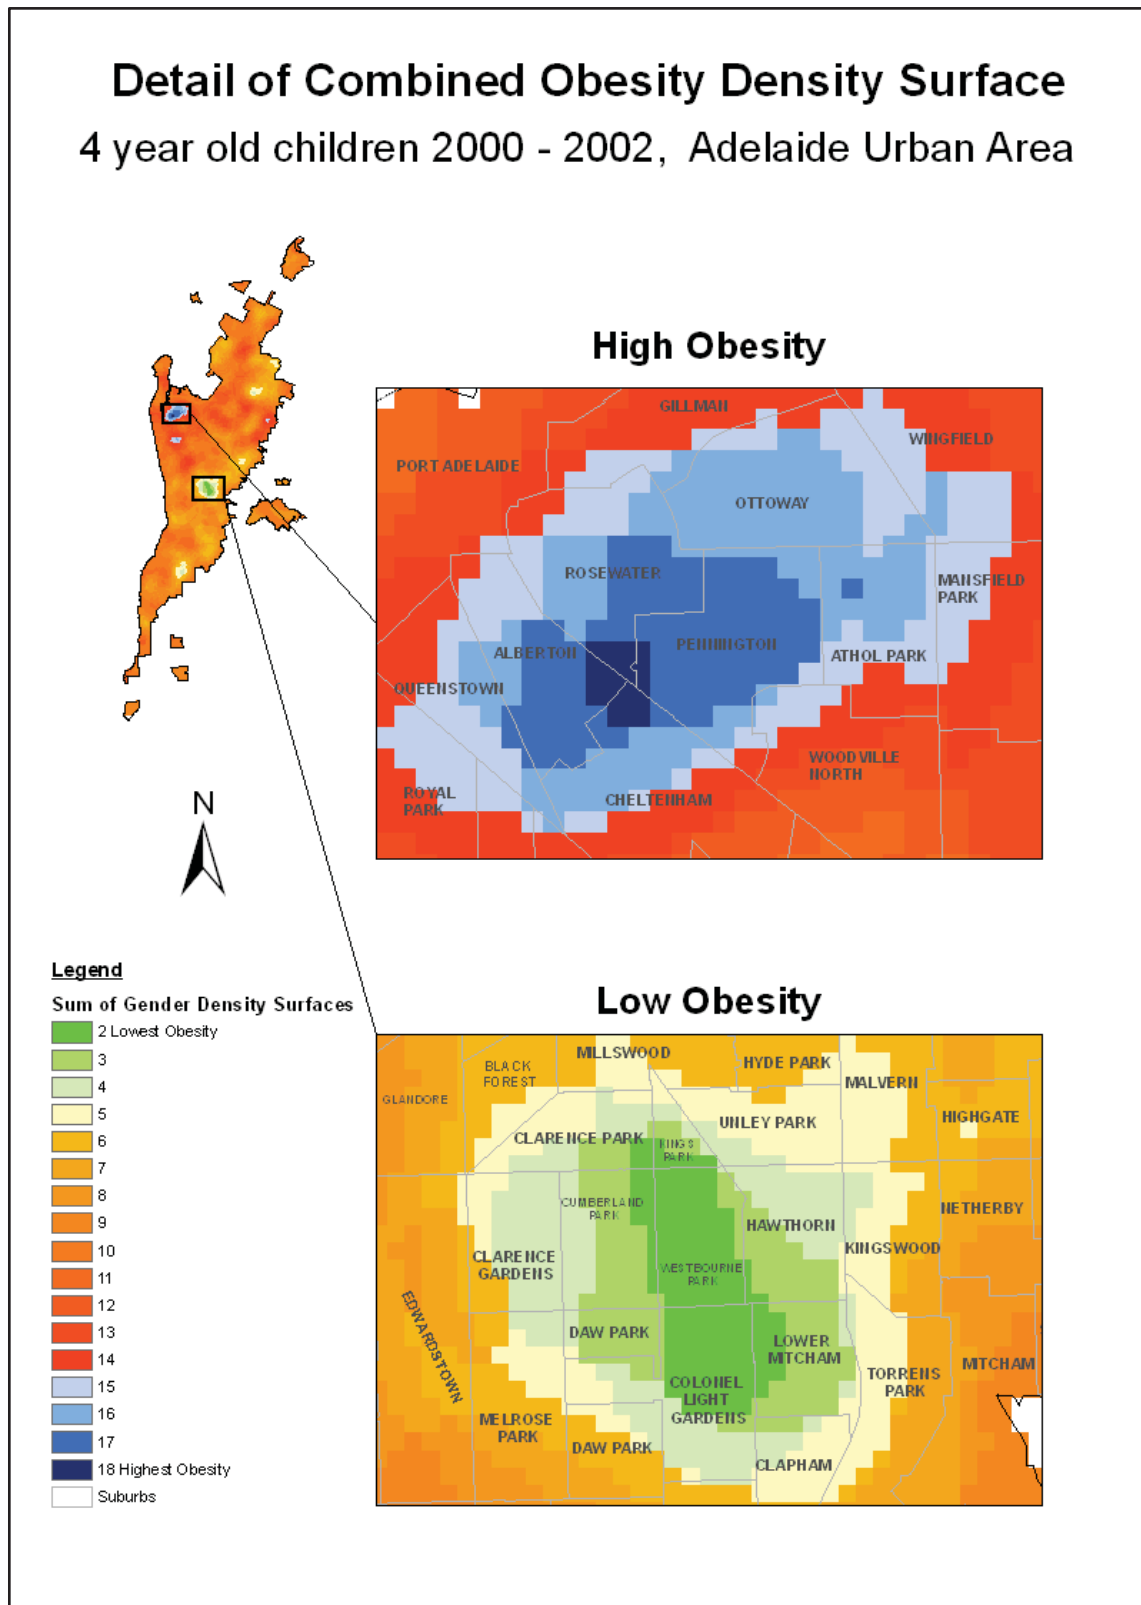 Detail of Combined Obesity Density Surface
4 year old children 2000 - 2002, Adelaide Urban Area
High Obesity
GILLMAN
WINGFIELD
PORT ADELAIDE
OTTOWAY
ROSEWATER
MANSFIELD
PARK
PENNINGTON
ALBERTON
ATHOL PARK
QUEENSTOWN
WOODVILLE
NORTH
ROYAL
PARK
CHELTENHAM
N
Legend
Sum of Gender Density Surfaces
2 Lowest Obesity
3
4
5
6
7
8
9
10
11
12
13
14
15
16
17
18 Highest Obesity
Suburbs
Low Obesity
MILLSWOOD
HYDE PARK
BLACK
FOREST
MALVERN
GLANDORE
HIGHGATE
UNLEY PARK
CLARENCE PARK
KINGS
PARK
CUMBERLAND
PARK
NETHERBY
HAWTHORN
KINGSWOOD
CLARENCE
GARDENS
WESTBOURNE
PARK
EDWARDSTOWN
DAW PARK
LOWER
MITCHAM
MITCHAM
TORRENS
PARK
COLONEL
LIGHT
GARDENS
MELROSE
PARK
DAW PARK
CLAPHAM